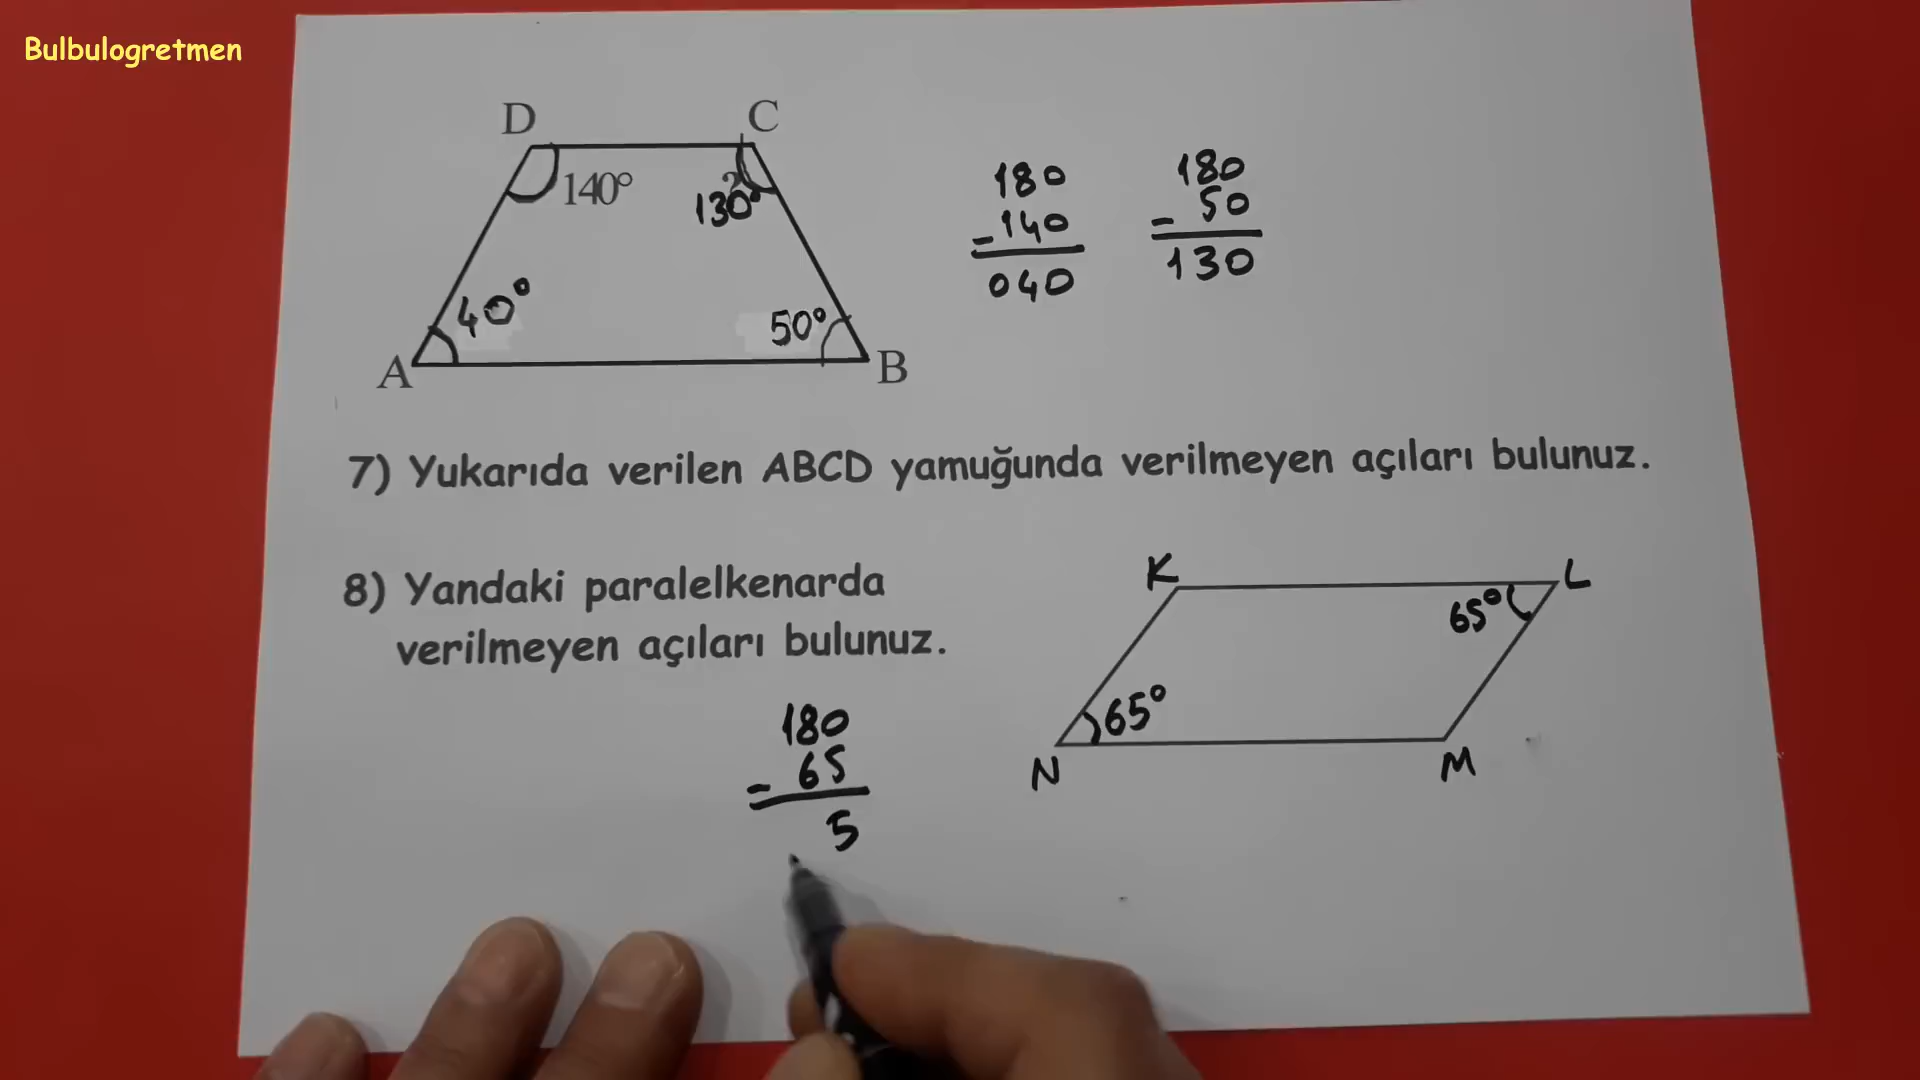 Bulbulogretmen
D C
140° 130°
40° 50°
A B
180
-140
040
180
- 50
130
7) Yukarıda verilen ABCD yamuğunda verilmeyen açıları bulunuz.
8) Yandaki paralelkenarda
verilmeyen açıları bulunuz.
K L
65°
65°
N M
180
- 65
5